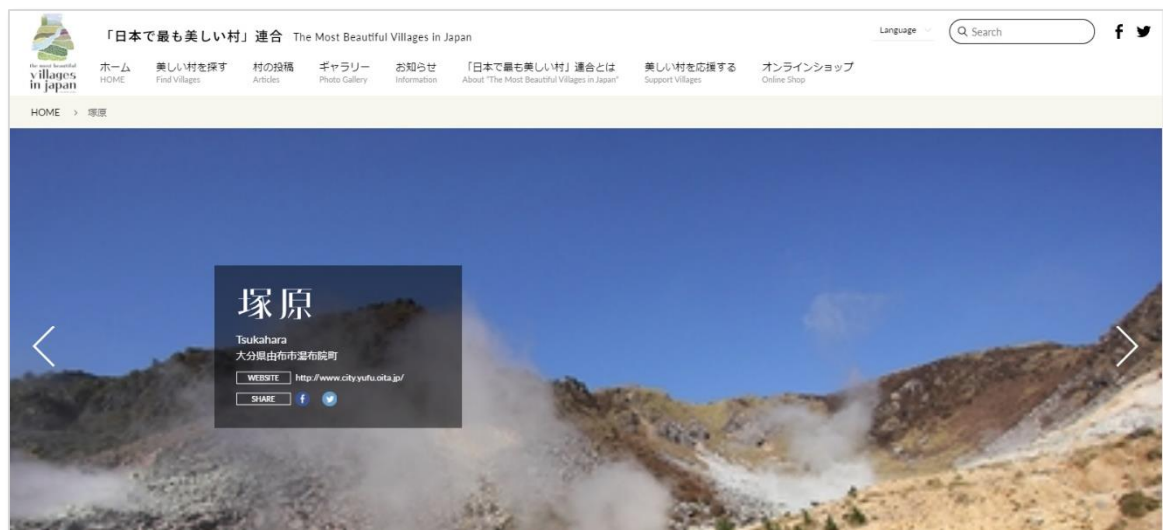 「日本で最も美しい村」連合 The Most Beautiful Villages in Japan
Language
Search
the most beautiful
villages
in japan
ホーム 美しい村を探す 村の投稿 ギャラリー お知らせ 「日本で最も美しい村」連合とは 美しい村を応援する オンラインショップ
HOME Find Villages Articles Photo Gallery Information About "The Most Beautiful Villages in Japan" Support Villages Online Shop
HOME > 塚原
塚原
Tsukahara
大分県由布市湯布院町
WEBSITE http://www.city.yufu.oita.jp/
SHARE